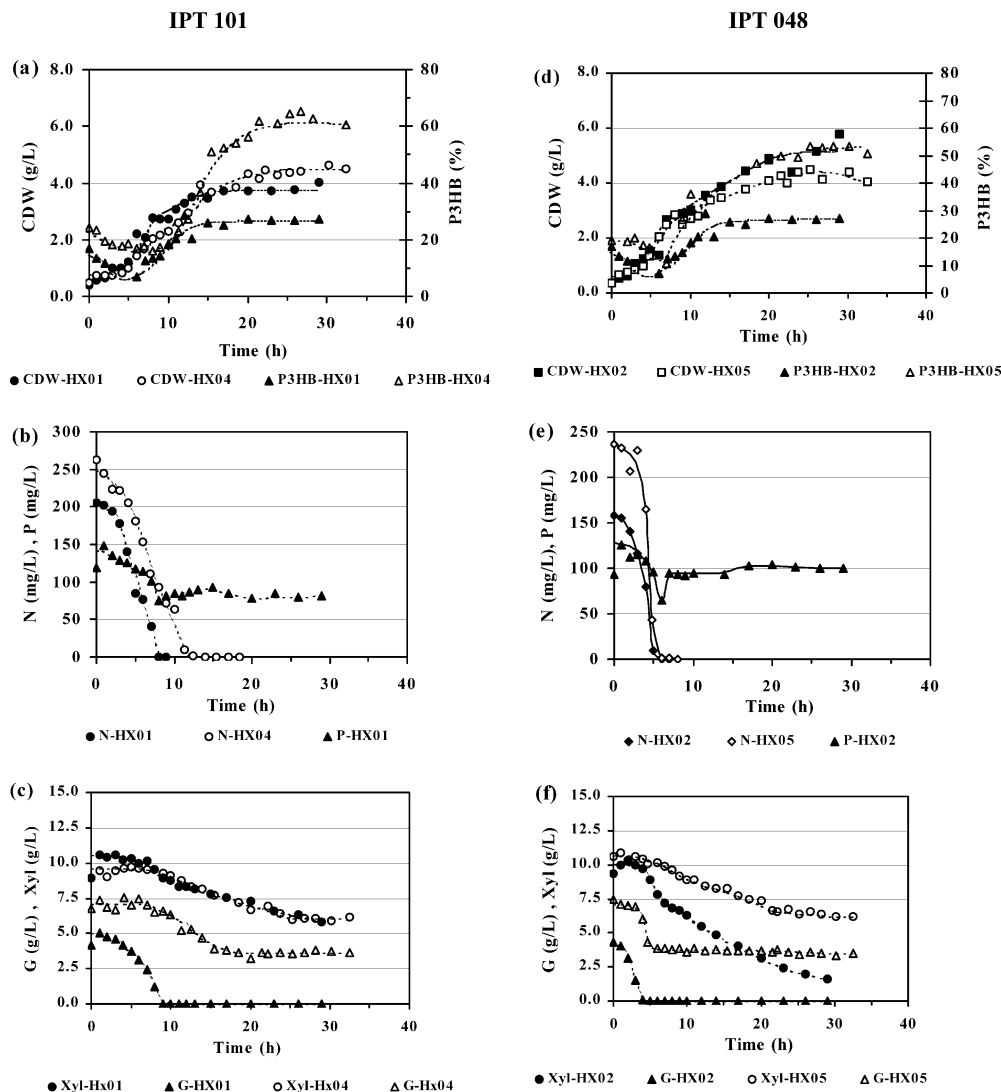 IPT 101
IPT 048
(a)
8.0
6.0
4.0
2.0
0.0
CDW (g/L)
80
60
40
20
0
P3HB (%)
0 10 20 30 40
Time (h)
CDW-HX01 CDW-HX04 P3HB-HX01 P3HB-HX04
(d)
8.0
6.0
4.0
2.0
0.0
CDW (g/L)
80
70
60
50
40
30
20
10
0
P3HB (%)
0 10 20 30 40
Time (h)
CDW-HX02 CDW-HX05 P3HB-HX02 P3HB-HX05
(b)
300
250
200
150
100
50
0
N (mg/L) , P (mg/L)
0 10 20 30 40
Time (h)
N-HX01 N-HX04 P-HX01
(e)
250
200
150
100
50
0
N (mg/L), P (mg/L)
0 10 20 30 40
Time (h)
N-HX02 N-HX05 P-HX02
(c)
15.0
12.5
10.0
7.5
5.0
2.5
0.0
G (g/L) , Xyl (g/L)
0 10 20 30 40
Time (h)
Xyl-Hx01 G-HX01 Xyl-Hx04 G-Hx04
(f)
15.0
12.5
10.0
7.5
5.0
2.5
0.0
G (g/L) , Xyl (g/L)
0 10 20 30 40
Time (h)
Xyl-HX02 G-HX02 Xyl-HX05 G-HX05